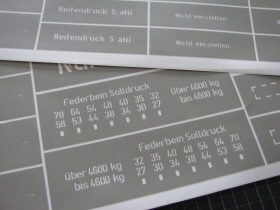 Reifendruck 5 atü
Nicht verstellen
Reifendruck 5 atü
Nicht verstellen
Federbein Solldruck
70 64 54 48 40 35 32
58 53 44 38 34 30 27
über 4600 kg
bis 4600 kg
Federbein Solldruck
über 4600 kg
bis 4600 kg
32 35 40 48 54 64 70
27 30 34 38 44 53 58